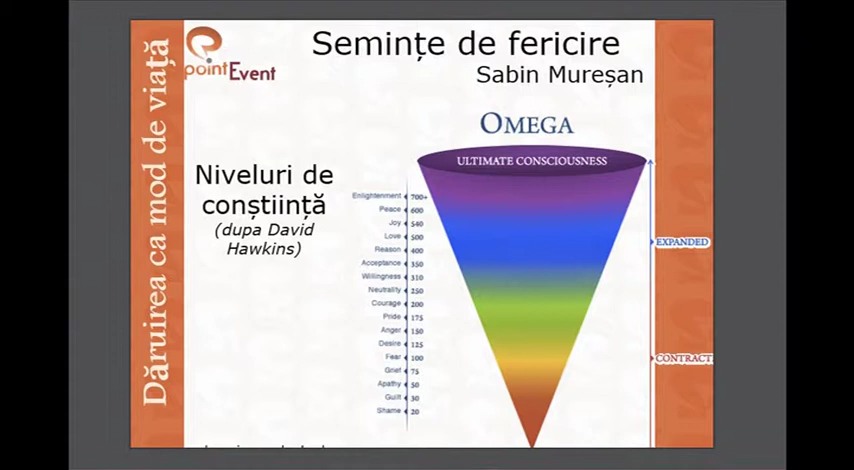 Dăruirea ca mod de viață
pointEvent
Semințe de fericire
Sabin Mureșan
Niveluri de
conștiință
(dupa David
Hawkins)
OMEGA
ULTIMATE CONSCIOUSNESS
Enlightenment 700+
Peace 600
Joy 540
Love 500
Reason 400
Acceptance 350
Willingness 310
Neutrality 250
Courage 200
Pride 175
Anger 150
Desire 125
Fear 100
Grief 75
Apathy 50
Guilt 30
Shame 20
EXPANDED
CONTRACT